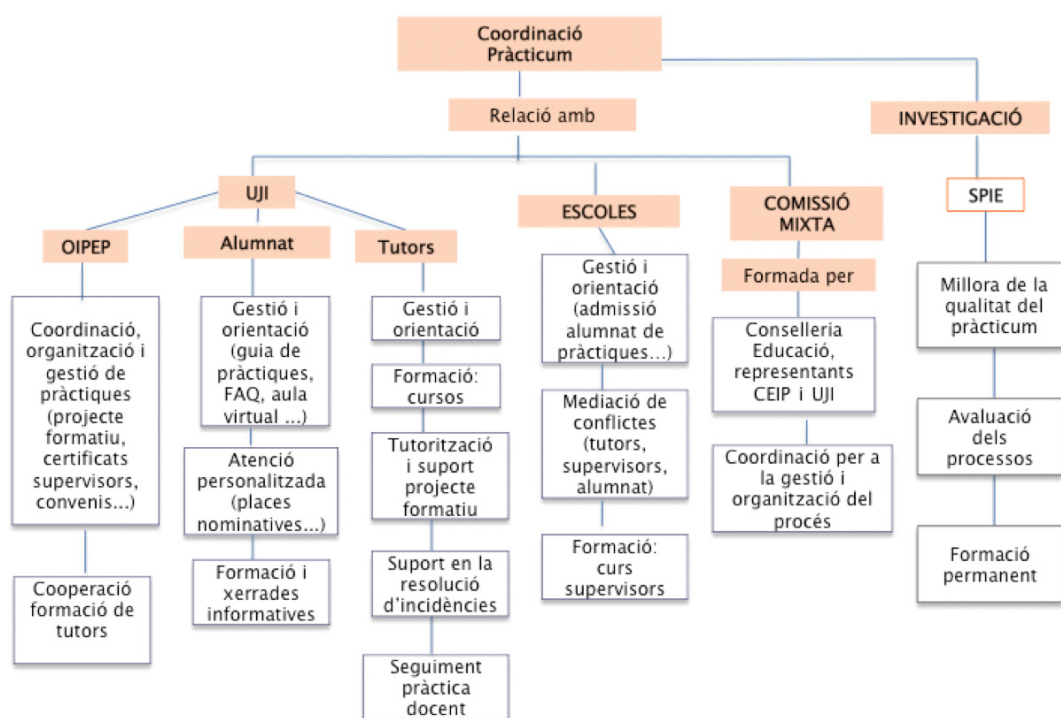 Coordinació
Pràcticum
Relació amb
INVESTIGACIÓ
UJI
ESCOLES
COMISSIÓ
MIXTA
SPIE
OIPEP
Alumnat
Tutors
Formada per
Coordinació,
organització i
gestió de
pràctiques
(projecte
formatiu,
certificats
supervisors,
convenis...)
Cooperació
formació de
tutors
Gestió i
orientació
(guia de
pràctiques,
FAQ, aula
virtual ...)
Atenció
personalitzada
(places
nominatives...)
Formació i
xerrades
informatives
Gestió i
orientació
Formació:
cursos
Tutorització
i suport
projecte
formatiu
Suport en la
resolució
d'incidències
Seguiment
pràctica
docent
Gestió i
orientació
(admissió
alumnat de
pràctiques...)
Mediació de
conflictes
(tutors,
supervisors,
alumnat)
Formació:
curs
supervisors
Conselleria
Educació,
representants
CEIP i UJI
Coordinació per a
la gestió i
organització del
procés
Millora de la
qualitat del
pràcticum
Avaluació
dels
processos
Formació
permanent